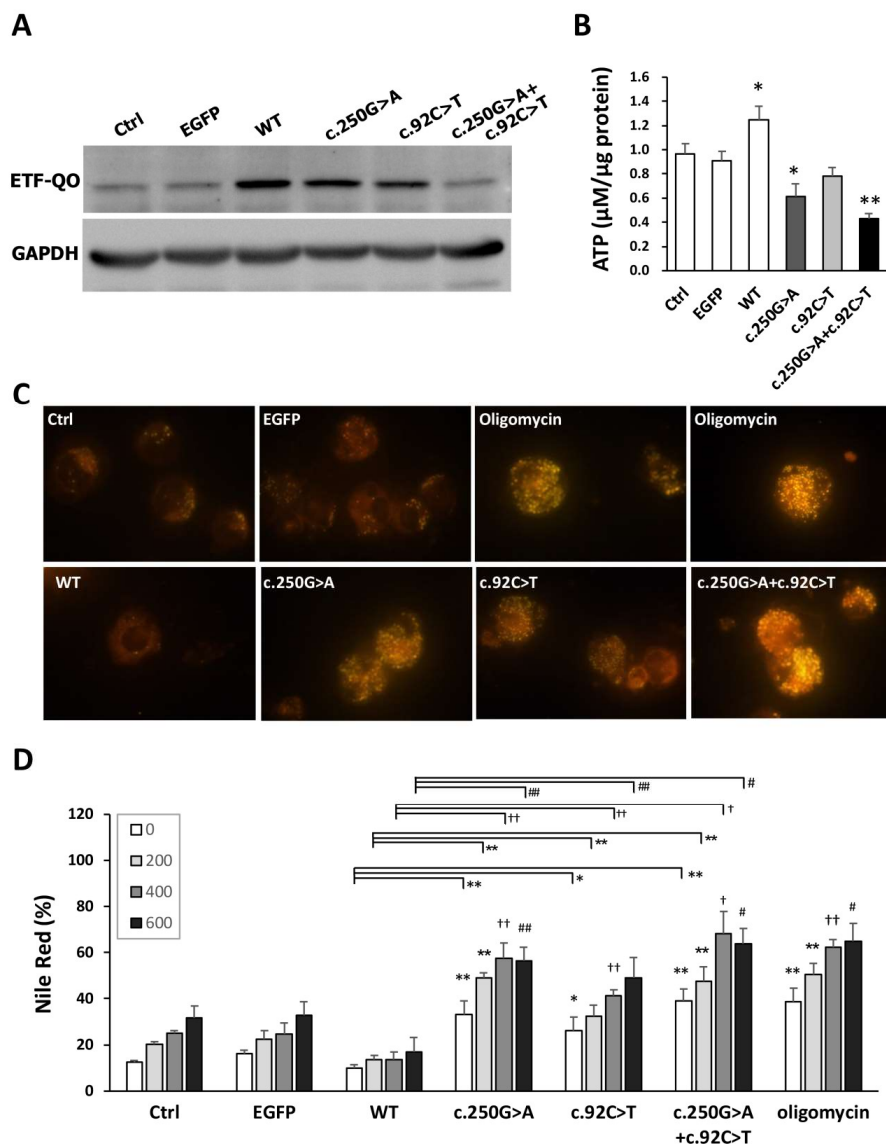 A
Ctrl
EGFP
WT
c.250G>A
c.92C>T
c.250G>A+
c.92C>T
ETF-QO
GAPDH
B
ATP (µM/µg protein)
1.6
1.4
1.2
1.0
0.8
0.6
0.4
0.2
0.0
*
*
**
Ctrl
EGFP
WT
c.250G>A
c.92C>T
c.250G>A+c.92C>T
C
Ctrl
EGFP
Oligomycin
Oligomycin
WT
c.250G>A
c.92C>T
c.250G>A+c.92C>T
D
Nile Red (%)
120
100
80
60
40
20
0
0
200
400
600
## ## #
†† †† †
** ** **
** * **
** ** †† ##
* ††
** ** † #
** ** †† #
Ctrl
EGFP
WT
c.250G>A
c.92C>T
c.250G>A
+c.92C>T
oligomycin